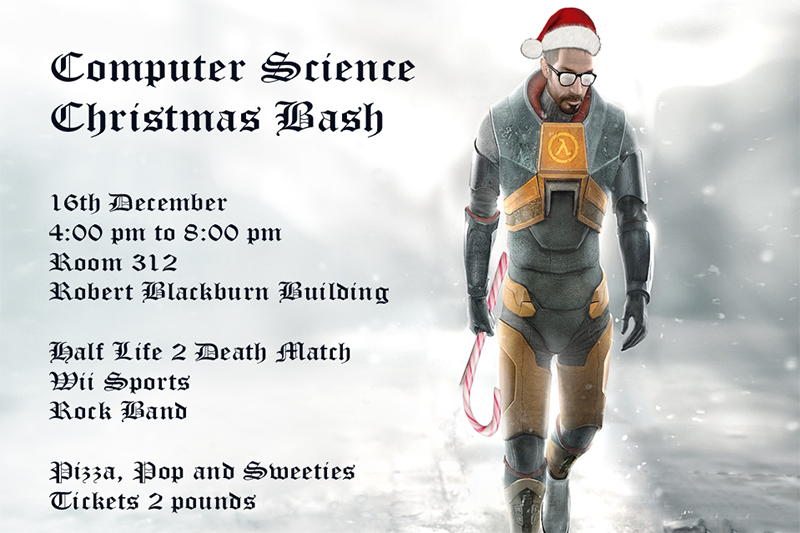 Computer Science
Christmas Bash
16th December
4:00 pm to 8:00 pm
Room 312
Robert Blackburn Building
Half Life 2 Death Match
Wii Sports
Rock Band
Pizza, Pop and Sweeties
Tickets 2 pounds
λ